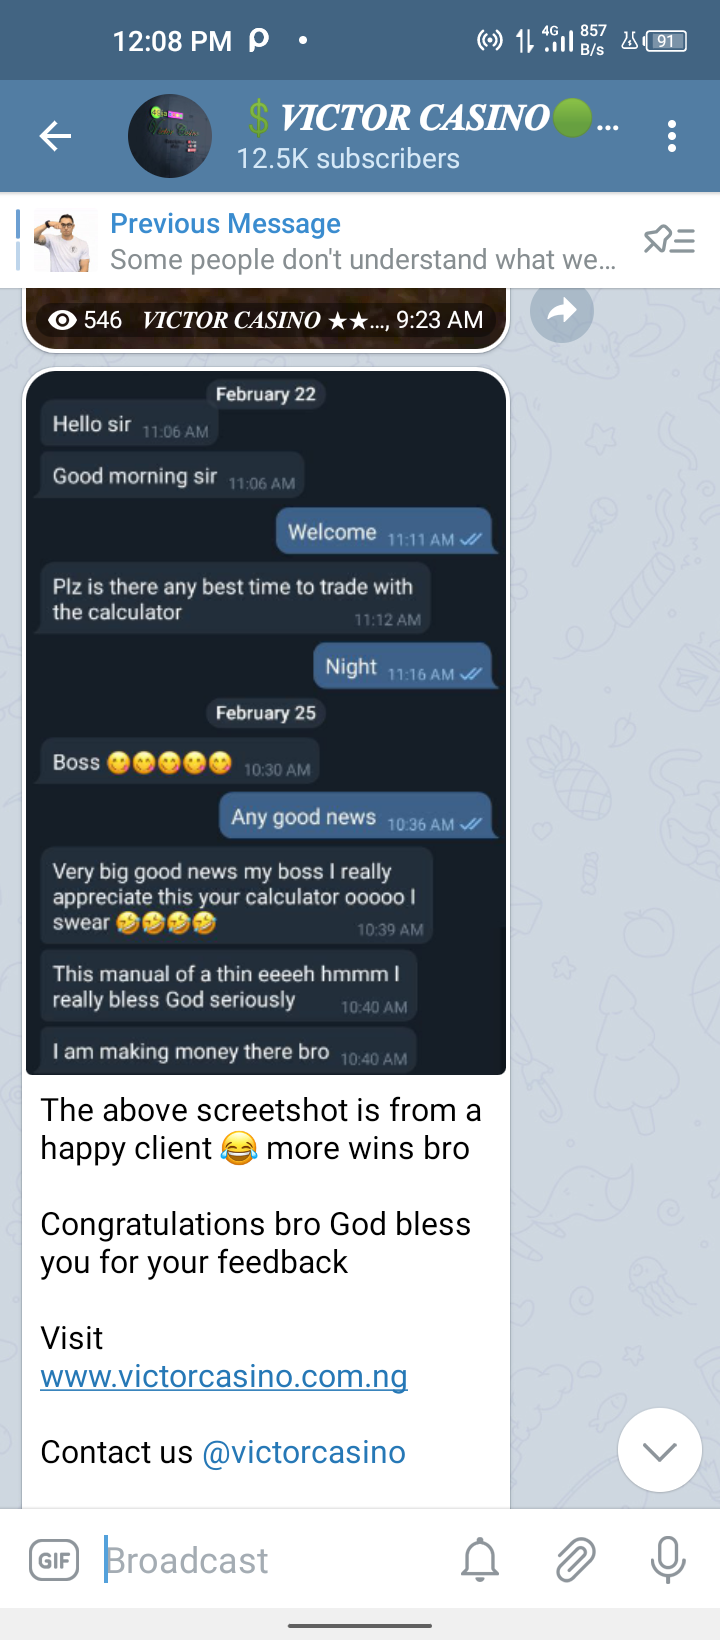 12:08 PM
4G 857 B/s 91
$ VICTOR CASINO...
12.5K subscribers
Previous Message
Some people don't understand what we...
546 VICTOR CASINO ★★..., 9:23 AM
February 22
Hello sir 11:06 AM
Good morning sir 11:06 AM
Welcome 11:11 AM
Plz is there any best time to trade with
the calculator 11:12 AM
Night 11:16 AM
February 25
Boss 😋😋😋😋😋 10:30 AM
Any good news 10:36 AM
Very big good news my boss I really
appreciate this your calculator ooooo I
swear 🤣🤣🤣🤣 10:39 AM
This manual of a thin eeeeh hmmm I
really bless God seriously 10:40 AM
I am making money there bro 10:40 AM
The above screetshot is from a
happy client 😂 more wins bro
Congratulations bro God bless
you for your feedback
Visit
www.victorcasino.com.ng
Contact us @victorcasino
GIF Broadcast